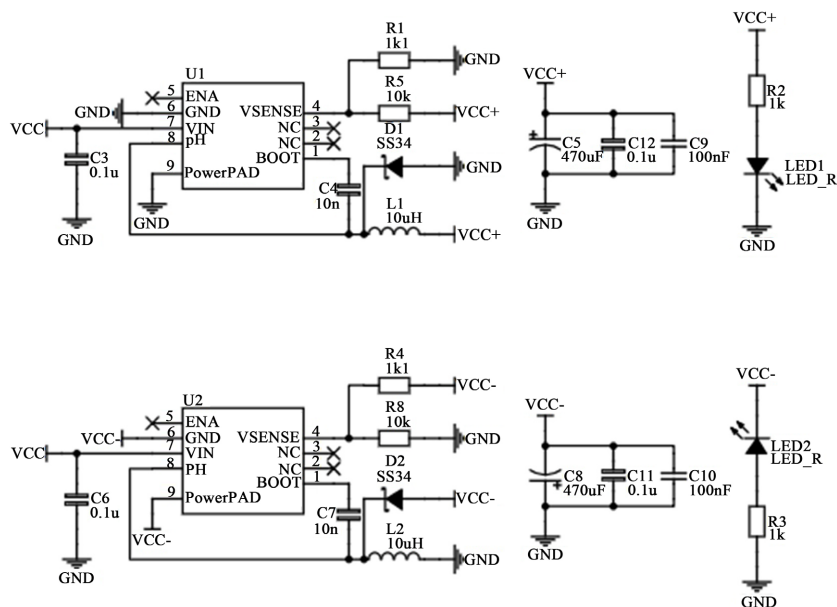 VCC+
R1
1k1
GND
R2
1k
LED1
LED_R
GND
U1
5
ENA
GND
6
GND
VSENSE
4
R5
10k
VCC+
VCC
7
VIN
NC
3
8
pH
NC
2
BOOT
1
D1
SS34
GND
9
PowerPAD
C3
0.1u
GND
GND
C4
10n
L1
10uH
VCC+
VCC+
C5
470uF
C12
0.1u
C9
100nF
GND
R4
1k1
VCC-
U2
5
ENA
VCC-
6
GND
VSENSE
4
R8
10k
GND
VCC
7
VIN
NC
3
8
PH
NC
2
BOOT
1
D2
SS34
VCC-
9
PowerPAD
C6
0.1u
GND
VCC-
C7
10n
L2
10uH
GND
VCC-
C8
470uF
C11
0.1u
C10
100nF
GND
VCC-
LED2
LED_R
R3
1k
GND